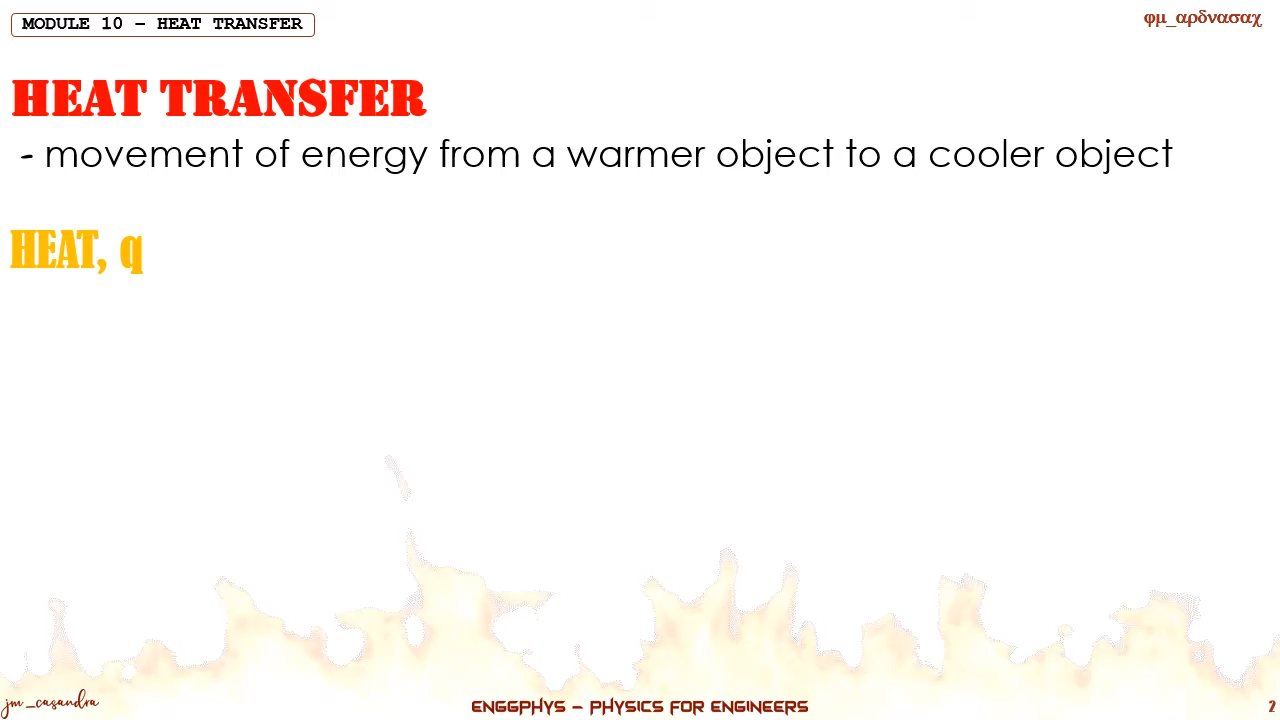 MODULE 10 – HEAT TRANSFER
φμ_αρδνασαχ
HEAT TRANSFER
- movement of energy from a warmer object to a cooler object
HEAT, q
jm_casandra
ENGGPHYS – PHYSICS FOR ENGINEERS
2